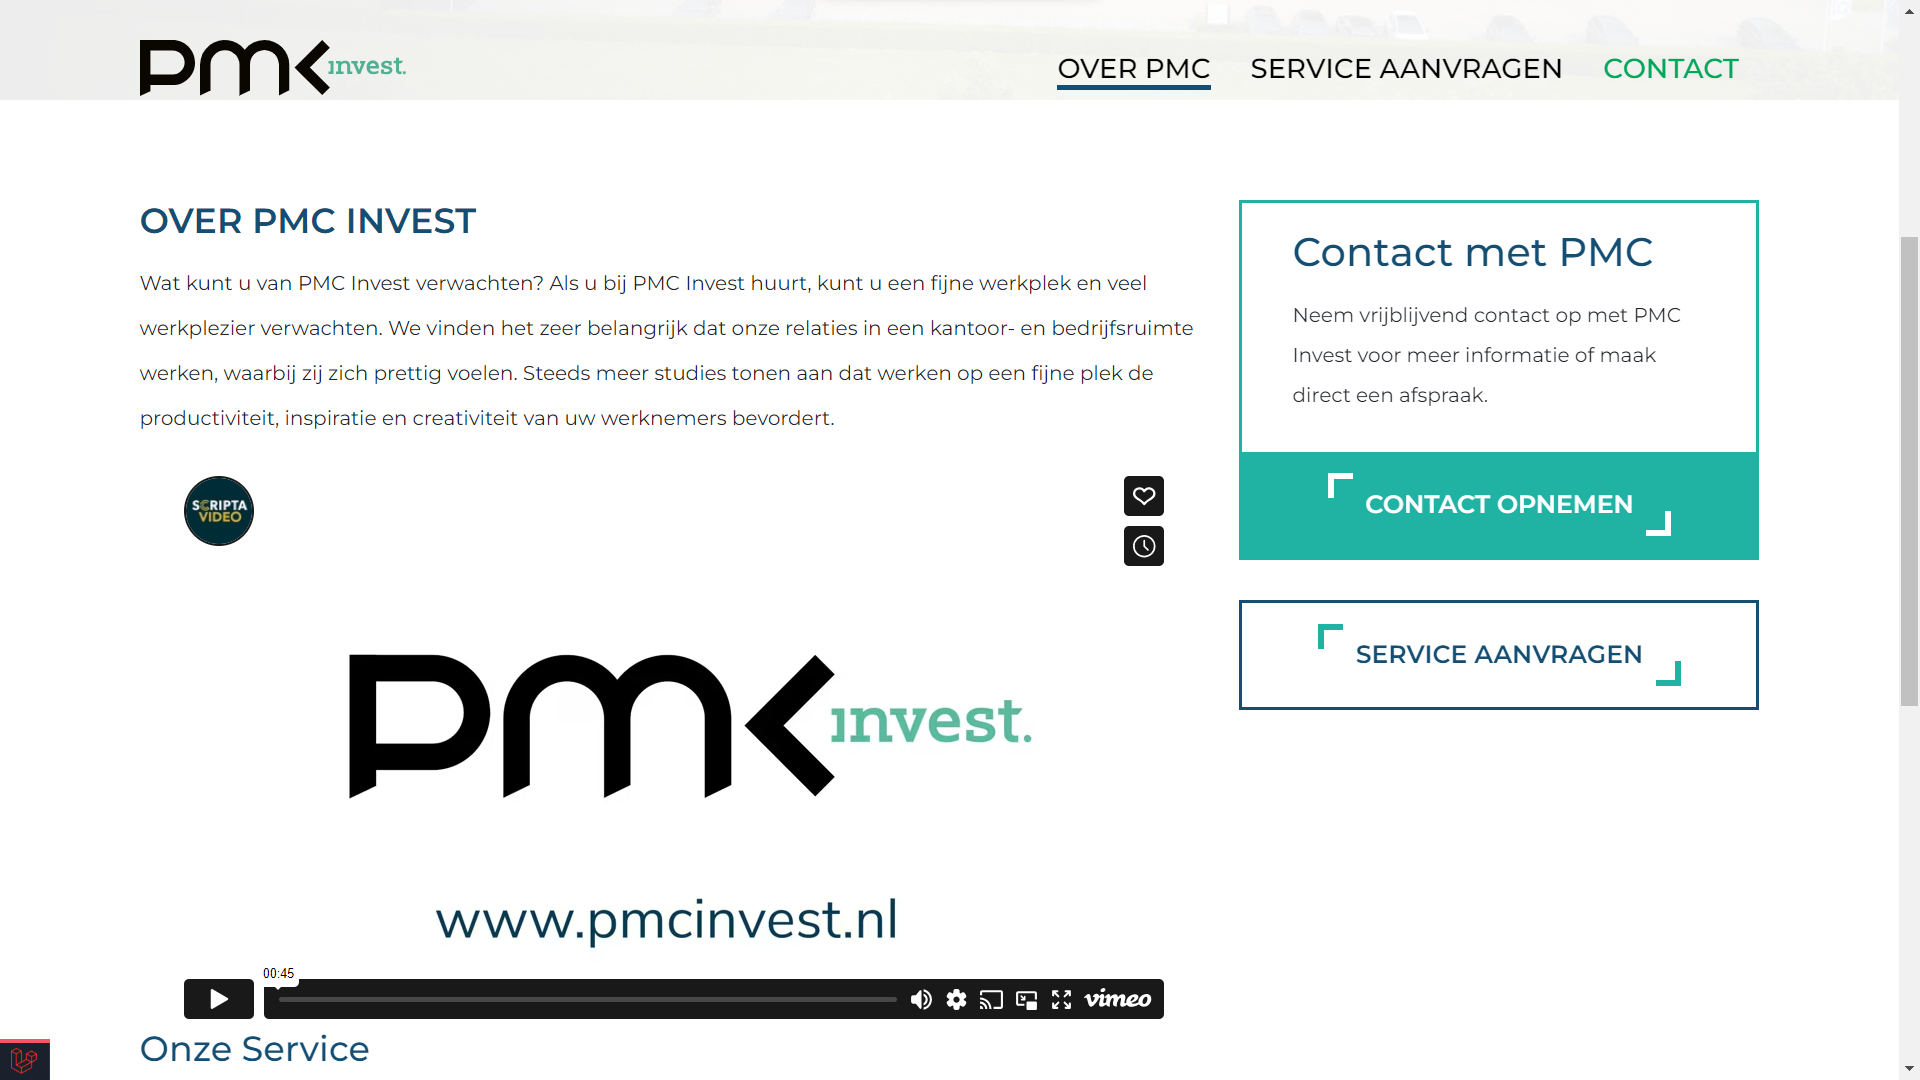 pmc invest.
OVER PMC
SERVICE AANVRAGEN
CONTACT
OVER PMC INVEST
Wat kunt u van PMC Invest verwachten? Als u bij PMC Invest huurt, kunt u een fijne werkplek en veel
werkplezier verwachten. We vinden het zeer belangrijk dat onze relaties in een kantoor- en bedrijfsruimte
werken, waarbij zij zich prettig voelen. Steeds meer studies tonen aan dat werken op een fijne plek de
productiviteit, inspiratie en creativiteit van uw werknemers bevordert.
Contact met PMC
Neem vrijblijvend contact op met PMC
Invest voor meer informatie of maak
direct een afspraak.
CONTACT OPNEMEN
SERVICE AANVRAGEN
SCRIPTA
VIDEO
pmc invest.
www.pmcinvest.nl
00:45
vimeo
Onze Service